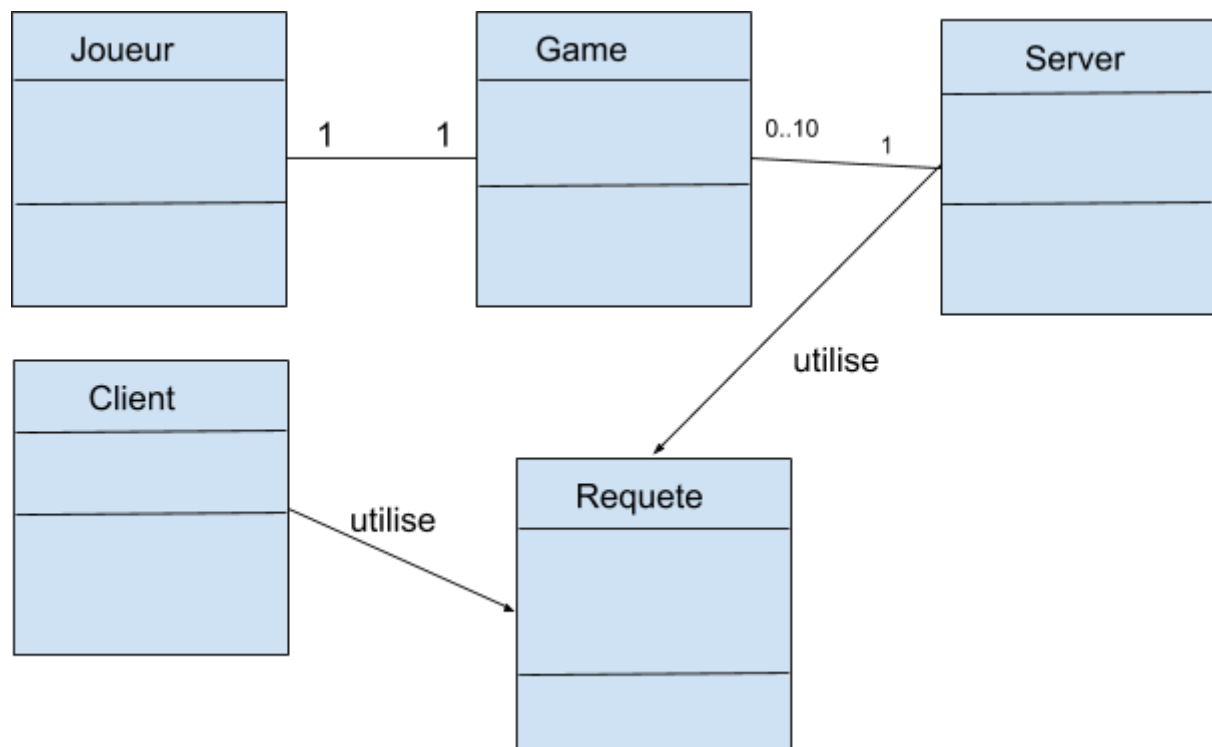 Joueur
Game
Server
1
1
0..10
1
utilise
Client
utilise
Requete